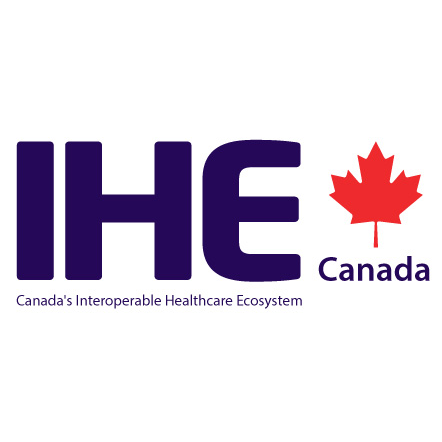 IHE
Canada
Canada's Interoperable Healthcare Ecosystem